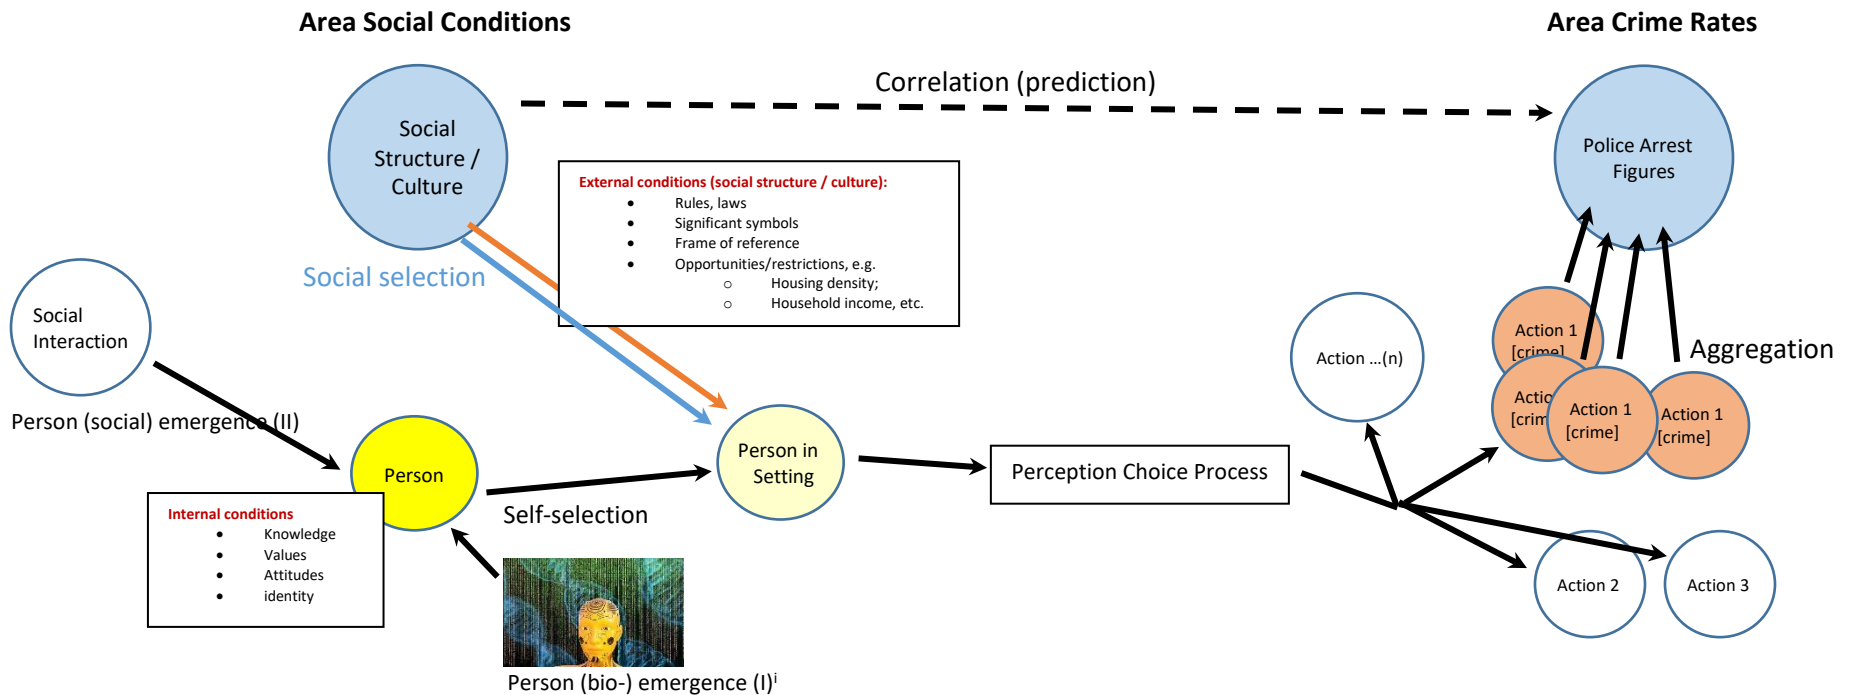 Area Social Conditions
Area Crime Rates
Correlation (prediction)
Social
Structure /
Culture
Police Arrest
Figures
External conditions (social structure / culture):
● Rules, laws
● Significant symbols
● Frame of reference
● Opportunities/restrictions, e.g.
o Housing density;
o Household income, etc.
Social selection
Social
Interaction
Action ...(n)
Action 1
[crime]
Aggregation
Actio
[crim
Action 1
[crime]
Action 1
[crime]
Person (social) emergence (II)
Person
Person in
Setting
Perception Choice Process
Self-selection
Internal conditions
● Knowledge
● Values
● Attitudes
● identity
Action 2
Action 3
Person (bio-) emergence (I)i